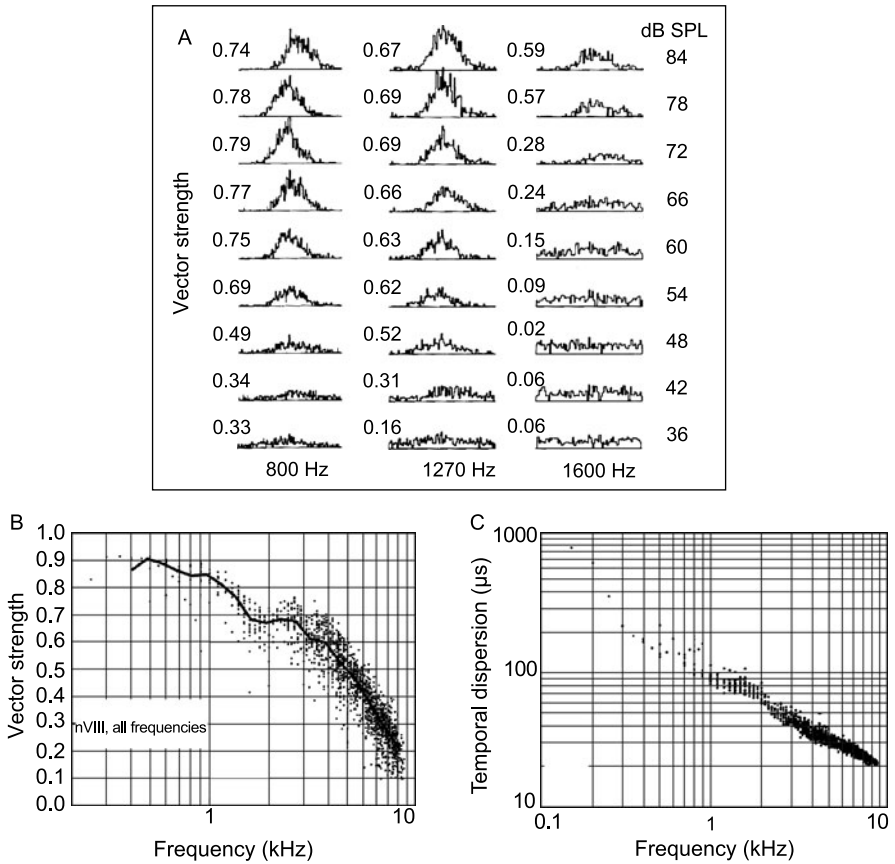 A
dB SPL
0.74 0.67 0.59 84
0.78 0.69 0.57 78
0.79 0.69 0.28 72
0.77 0.66 0.24 66
0.75 0.63 0.15 60
0.69 0.62 0.09 54
0.49 0.52 0.02 48
0.34 0.31 0.06 42
0.33 0.16 0.06 36
Vector strength
800 Hz 1270 Hz 1600 Hz
B
1.0
0.9
0.8
0.7
0.6
0.5
0.4
0.3
0.2
0.1
0.0
Vector strength
nVIII, all frequencies
1 10
Frequency (kHz)
C
1000
100
10
Temporal dispersion (µs)
0.1 1 10
Frequency (kHz)